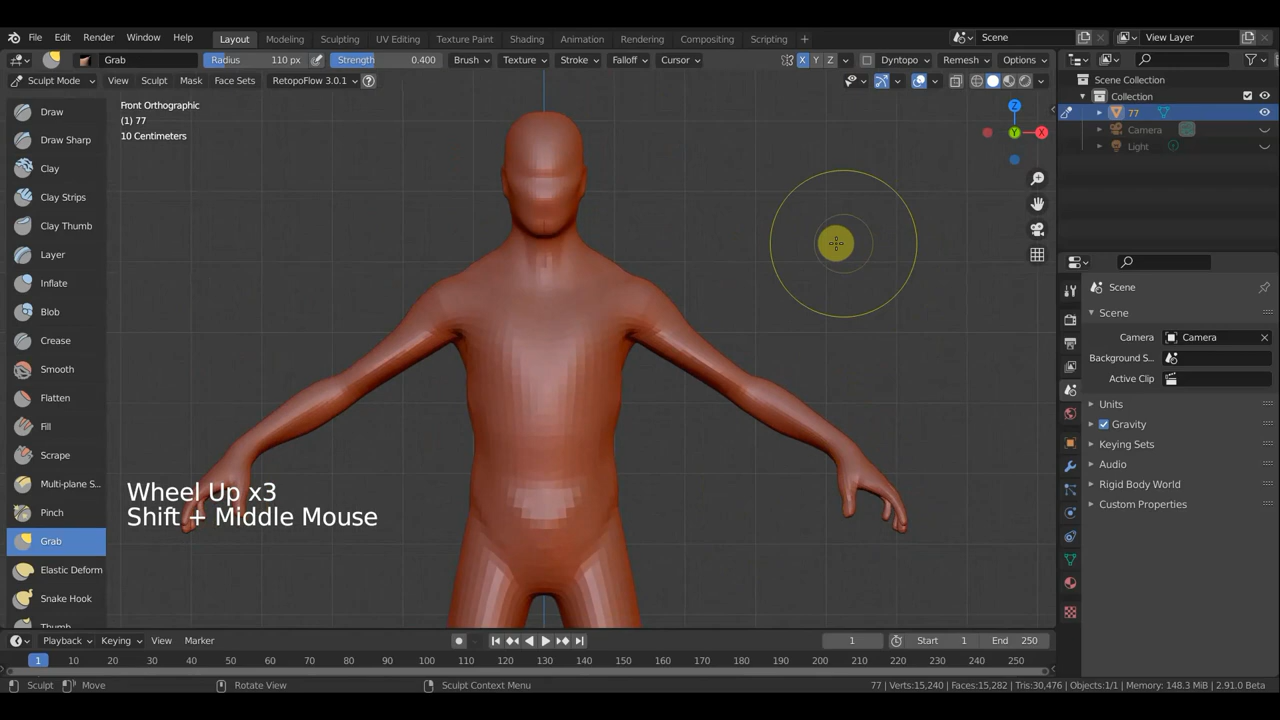 File Edit Render Window Help Layout Modeling Sculpting UV Editing Texture Paint Shading Animation Rendering Compositing Scripting + Scene View Layer
Grab Radius 110 px Strength 0.400 Brush Texture Stroke Falloff Cursor X Y Z Dyntopo Remesh Options
Sculpt Mode View Sculpt Mask Face Sets RetopoFlow 3.0.1 ?
Scene Collection
Collection
77
Camera
Light
Front Orthographic
(1) 77
10 Centimeters
Z
Y
X
Draw
Draw Sharp
Clay
Clay Strips
Clay Thumb
Layer
Inflate
Blob
Crease
Smooth
Flatten
Fill
Scrape
Multi-plane S...
Pinch
Grab
Elastic Deform
Snake Hook
Thumb
Wheel Up x3
Shift + Middle Mouse
Scene
Scene
Camera Camera
Background S...
Active Clip
Units
Gravity
Keying Sets
Audio
Rigid Body World
Custom Properties
Playback Keying View Marker 1 Start 1 End 250
1 10 20 30 40 50 60 70 80 90 100 110 120 130 140 150 160 170 180 190 200 210 220 230 240 250
Sculpt Move Rotate View Sculpt Context Menu 77 | Verts:15,240 | Faces:15,282 | Tris:30,476 | Objects:1/1 | Memory: 148.3 MiB | 2.91.0 Beta